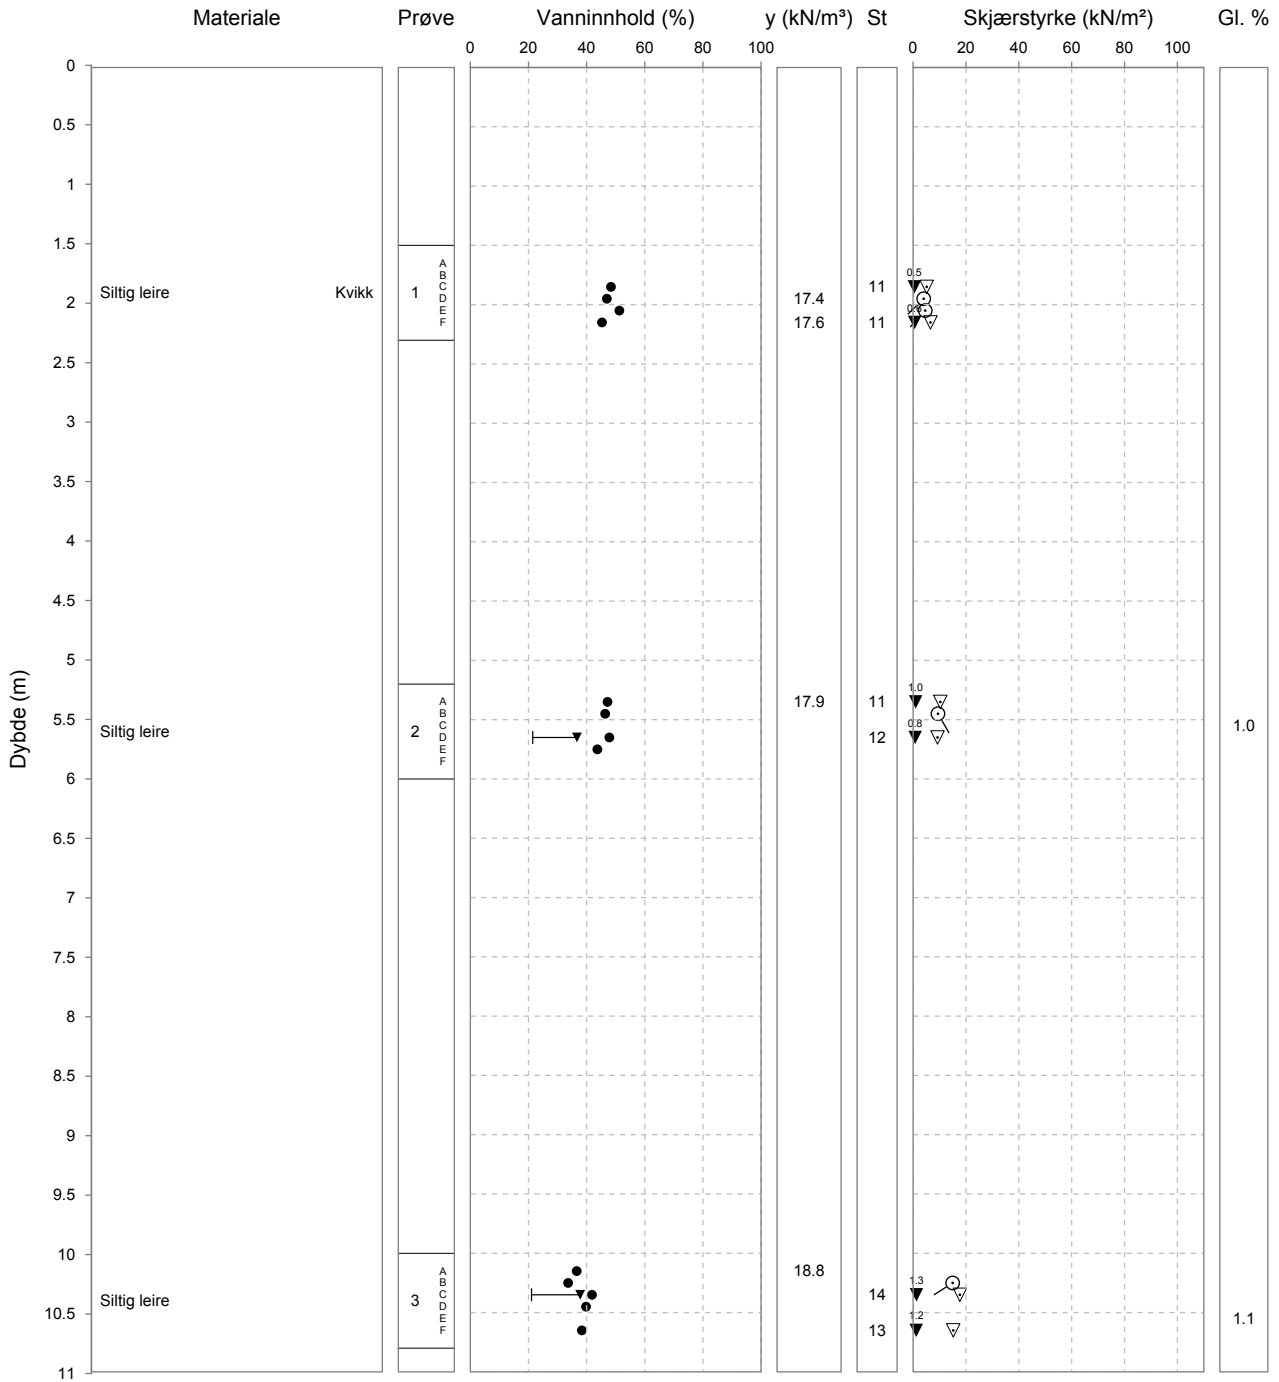 Materiale Prøve Vanninnhold (%) y (kN/m³) St Skjærstyrke (kN/m²) Gl. %
0 20 40 60 80 100 0 20 40 60 80 100
0
0.5
1
1.5
A
B
0.5
Siltig leire Kvikk 1 C 11
2 D 17.4
E
F 17.6 11
2.5
3
3.5
4
4.5
5
Dybde (m)
1.0
A 17.9 11
5.5 B
C 0.8 1.0
Siltig leire 2 D 12
E
F
6
6.5
7
7.5
8
8.5
9
9.5
10
A 18.8
B 1.3
C 14
Siltig leire 3 D
10.5 E 1.2 1.1
F 13
11